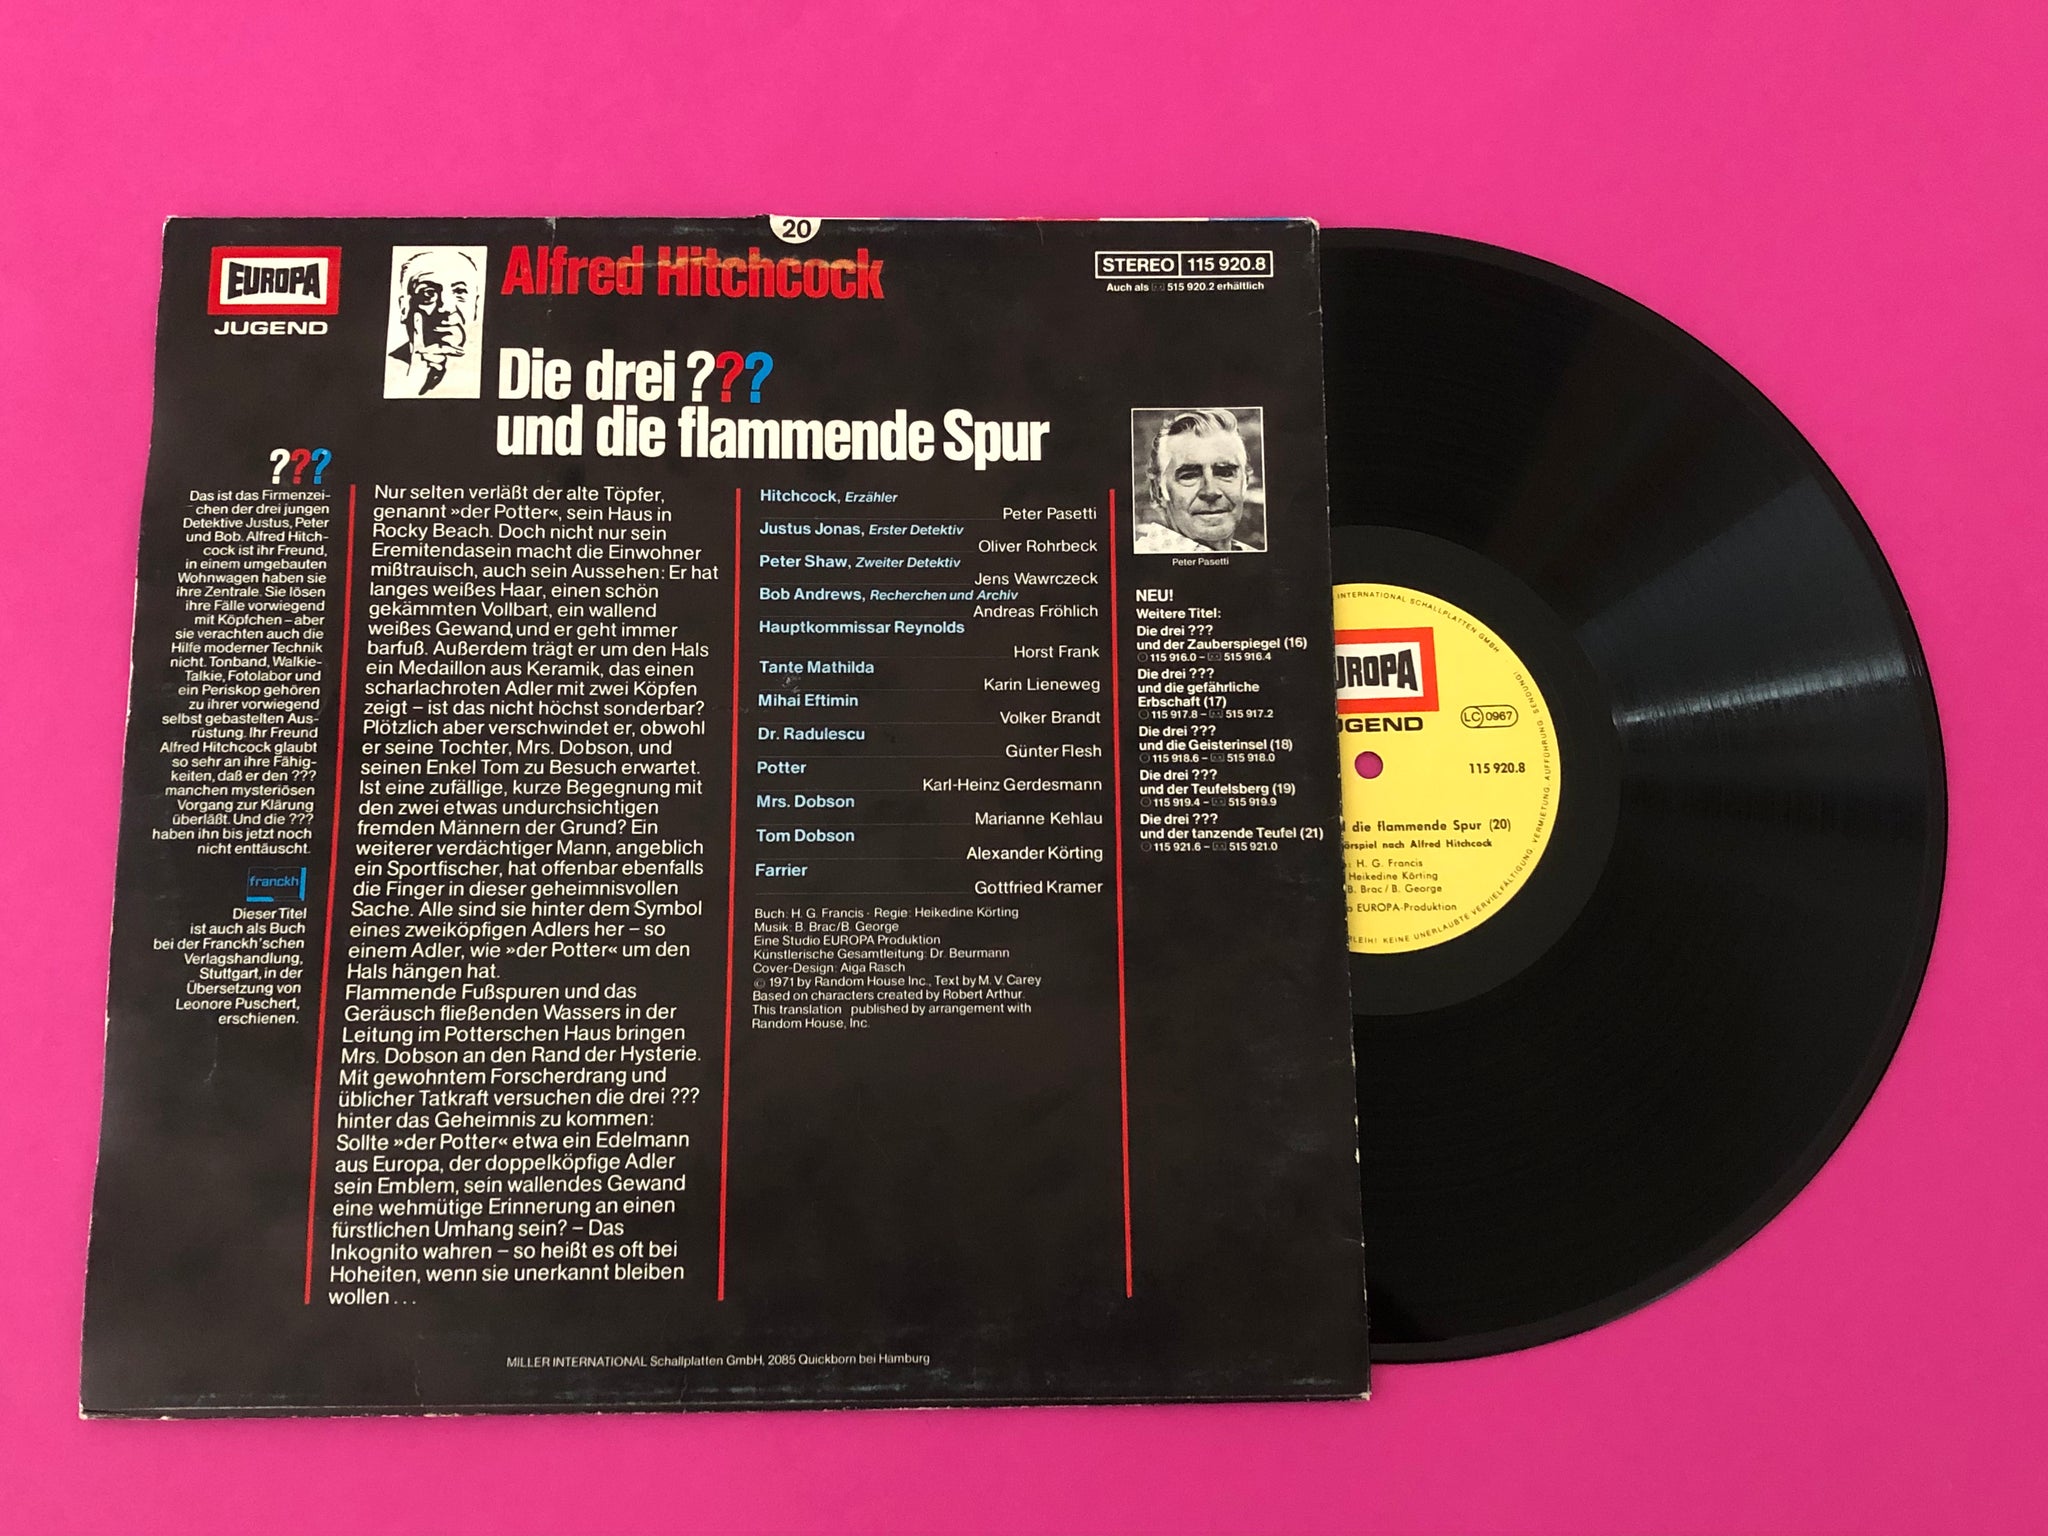 20
EUROPA
JUGEND
Alfred Hitchcock
STEREO 115 920.8
Auch als 515 920.2 erhältlich
Die drei ???
und die flammende Spur
???
Das ist das Firmenzei-
chen der drei jungen
Detektive Justus, Peter
und Bob. Alfred Hitch-
cock ist ihr Freund,
in einem umgebauten
Wohnwagen haben sie
ihre Zentrale. Sie lösen
ihre Fälle vorwiegend
mit Köpfchen – aber
sie verachten auch die
Hilfe moderner Technik
nicht. Tonband, Walkie-
Talkie, Fotolabor und
ein Periskop gehören
zu ihrer vorwiegend
selbst gebastelten Aus-
rüstung. Ihr Freund
Alfred Hitchcock glaubt
so sehr an ihre Fähig-
keiten, daß er den ???
manchen mysteriösen
Vorgang zur Klärung
überläßt. Und die ???
haben ihn bis jetzt noch
nicht enttäuscht.
franckh
Dieser Titel
ist auch als Buch
bei der Franckh'schen
Verlagshandlung,
Stuttgart, in der
Übersetzung von
Leonore Puschert,
erschienen.
Nur selten verläßt der alte Töpfer,
genannt »der Potter«, sein Haus in
Rocky Beach. Doch nicht nur sein
Eremitendasein macht die Einwohner
mißtrauisch, auch sein Aussehen: Er hat
langes weißes Haar, einen schön
gekämmten Vollbart, ein wallend
weißes Gewand, und er geht immer
barfuß. Außerdem trägt er um den Hals
ein Medaillon aus Keramik, das einen
scharlachroten Adler mit zwei Köpfen
zeigt – ist das nicht höchst sonderbar?
Plötzlich aber verschwindet er, obwohl
er seine Tochter, Mrs. Dobson, und
seinen Enkel Tom zu Besuch erwartet.
Ist eine zufällige, kurze Begegnung mit
den zwei etwas undurchsichtigen
fremden Männern der Grund? Ein
weiterer verdächtiger Mann, angeblich
ein Sportfischer, hat offenbar ebenfalls
die Finger in dieser geheimnisvollen
Sache. Alle sind sie hinter dem Symbol
eines zweiköpfigen Adlers her – so
einem Adler, wie »der Potter« um den
Hals hängen hat.
Flammende Fußspuren und das
Geräusch fließenden Wassers in der
Leitung im Potterschen Haus bringen
Mrs. Dobson an den Rand der Hysterie.
Mit gewohntem Forscherdrang und
üblicher Tatkraft versuchen die drei ???
hinter das Geheimnis zu kommen:
Sollte »der Potter« etwa ein Edelmann
aus Europa, der doppelköpfige Adler
sein Emblem, sein wallendes Gewand
eine wehmütige Erinnerung an einen
fürstlichen Umhang sein? – Das
Inkognito wahren – so heißt es oft bei
Hoheiten, wenn sie unerkannt bleiben
wollen ...
Hitchcock, Erzähler
Peter Pasetti
Justus Jonas, Erster Detektiv
Oliver Rohrbeck
Peter Shaw, Zweiter Detektiv
Jens Wawrczeck
Bob Andrews, Recherchen und Archiv
Andreas Fröhlich
Hauptkommissar Reynolds
Horst Frank
Tante Mathilda
Karin Lieneweg
Mihai Eftimin
Volker Brandt
Dr. Radulescu
Günter Flesh
Potter
Karl-Heinz Gerdesmann
Mrs. Dobson
Marianne Kehlau
Tom Dobson
Alexander Körting
Farrier
Gottfried Kramer
Buch: H. G. Francis · Regie: Heikedine Körting
Musik: B. Brac/B. George
Eine Studio EUROPA Produktion
Künstlerische Gesamtleitung: Dr. Beurmann
Cover-Design: Aiga Rasch
© 1971 by Random House Inc., Text by M. V. Carey
Based on characters created by Robert Arthur.
This translation published by arrangement with
Random House, Inc.
Peter Pasetti
NEU!
Weitere Titel:
Die drei ???
und der Zauberspiegel (16)
115 916.0 – 515 916.4
Die drei ???
und die gefährliche
Erbschaft (17)
115 917.8 – 515 917.2
Die drei ???
und die Geisterinsel (18)
115 918.6 – 515 918.0
Die drei ???
und der Teufelsberg (19)
115 919.4 – 515 919.9
Die drei ???
und der tanzende Teufel (21)
115 921.6 – 515 921.0
MILLER INTERNATIONAL Schallplatten GmbH, 2085 Quickborn bei Hamburg
INTERNATIONAL SCHALLPLATTEN GMBH
UROPA
UGEND
LC 0967
115 920.8
die flammende Spur (20)
örspiel nach Alfred Hitchcock
H. G. Francis
Heikedine Körting
B. Brac/B. George
EUROPA-Produktion
RLEIH! KEINE UNERLAUBTE VERVIELFÄLTIGUNG, VERMIETUNG, AUFFÜHRUNG, SENDUNG!